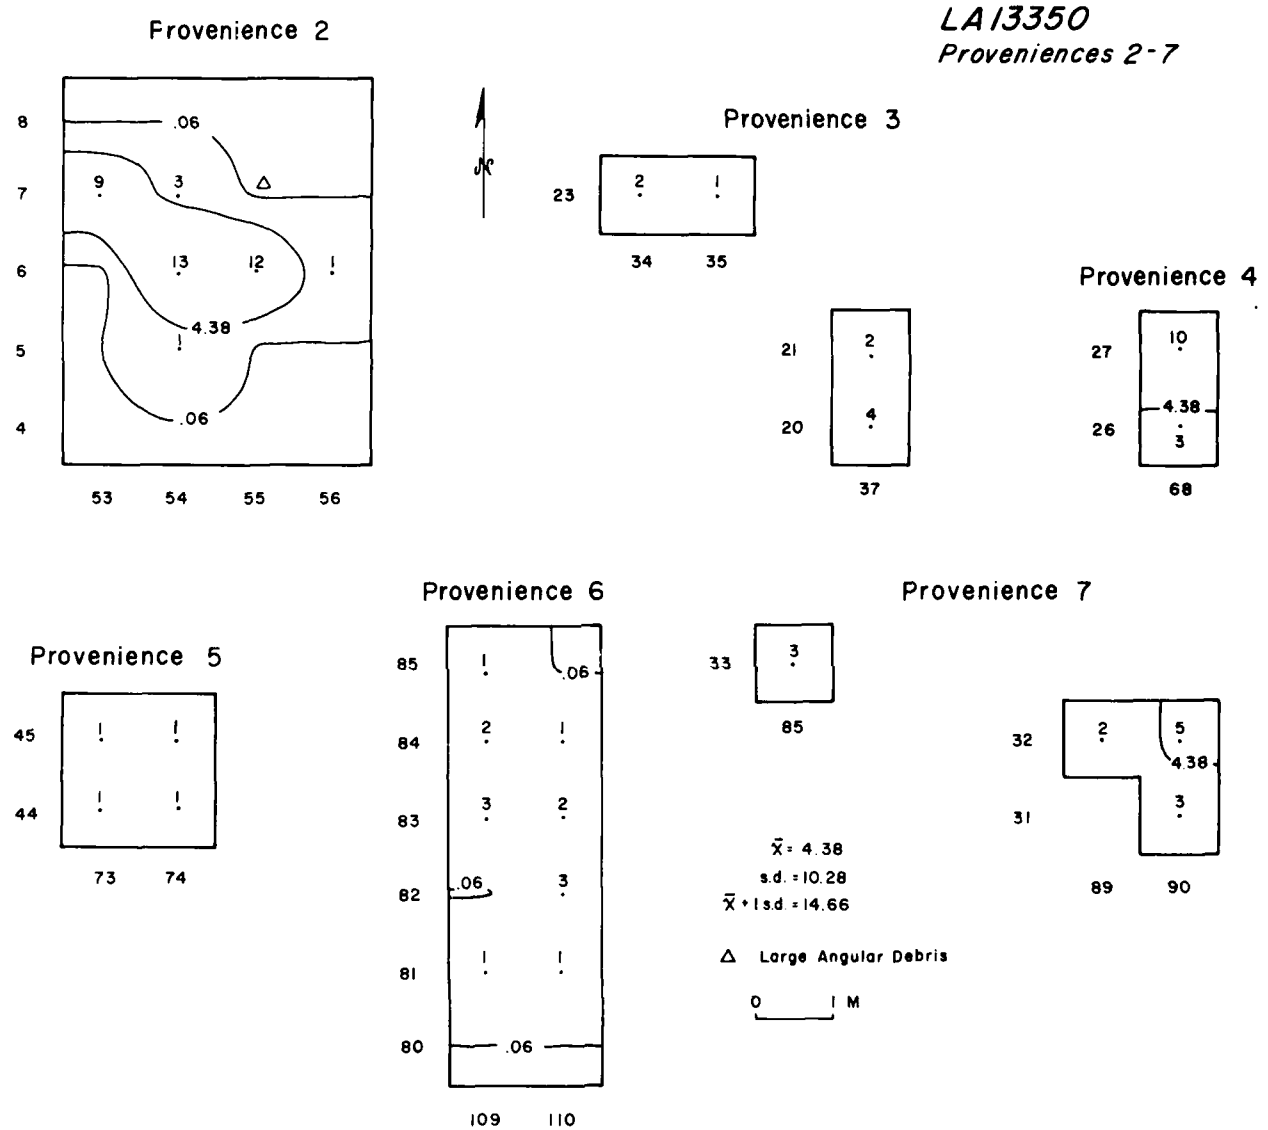 LA13350
Proveniences 2-7
Provenience 2
8 .06
7 9 3
6 13 12 1
4.38
5 1
4 .06
53 54 55 56
N
Provenience 3
23 2 1
34 35
21 2
20 4
37
Provenience 4
27 10
4.38
26 3
68
Provenience 5
45 1 1
44 1 1
73 74
Provenience 6
85 1 .06
84 2 1
83 3 2
82 .06 3
81 1 1
80 .06
109 110
Provenience 7
33 3
85
32 2 5
4.38
31 3
89 90
x̄ = 4.38
s.d. = 10.28
x̄ + 1 s.d. = 14.66
△ Large Angular Debris
0 1 M